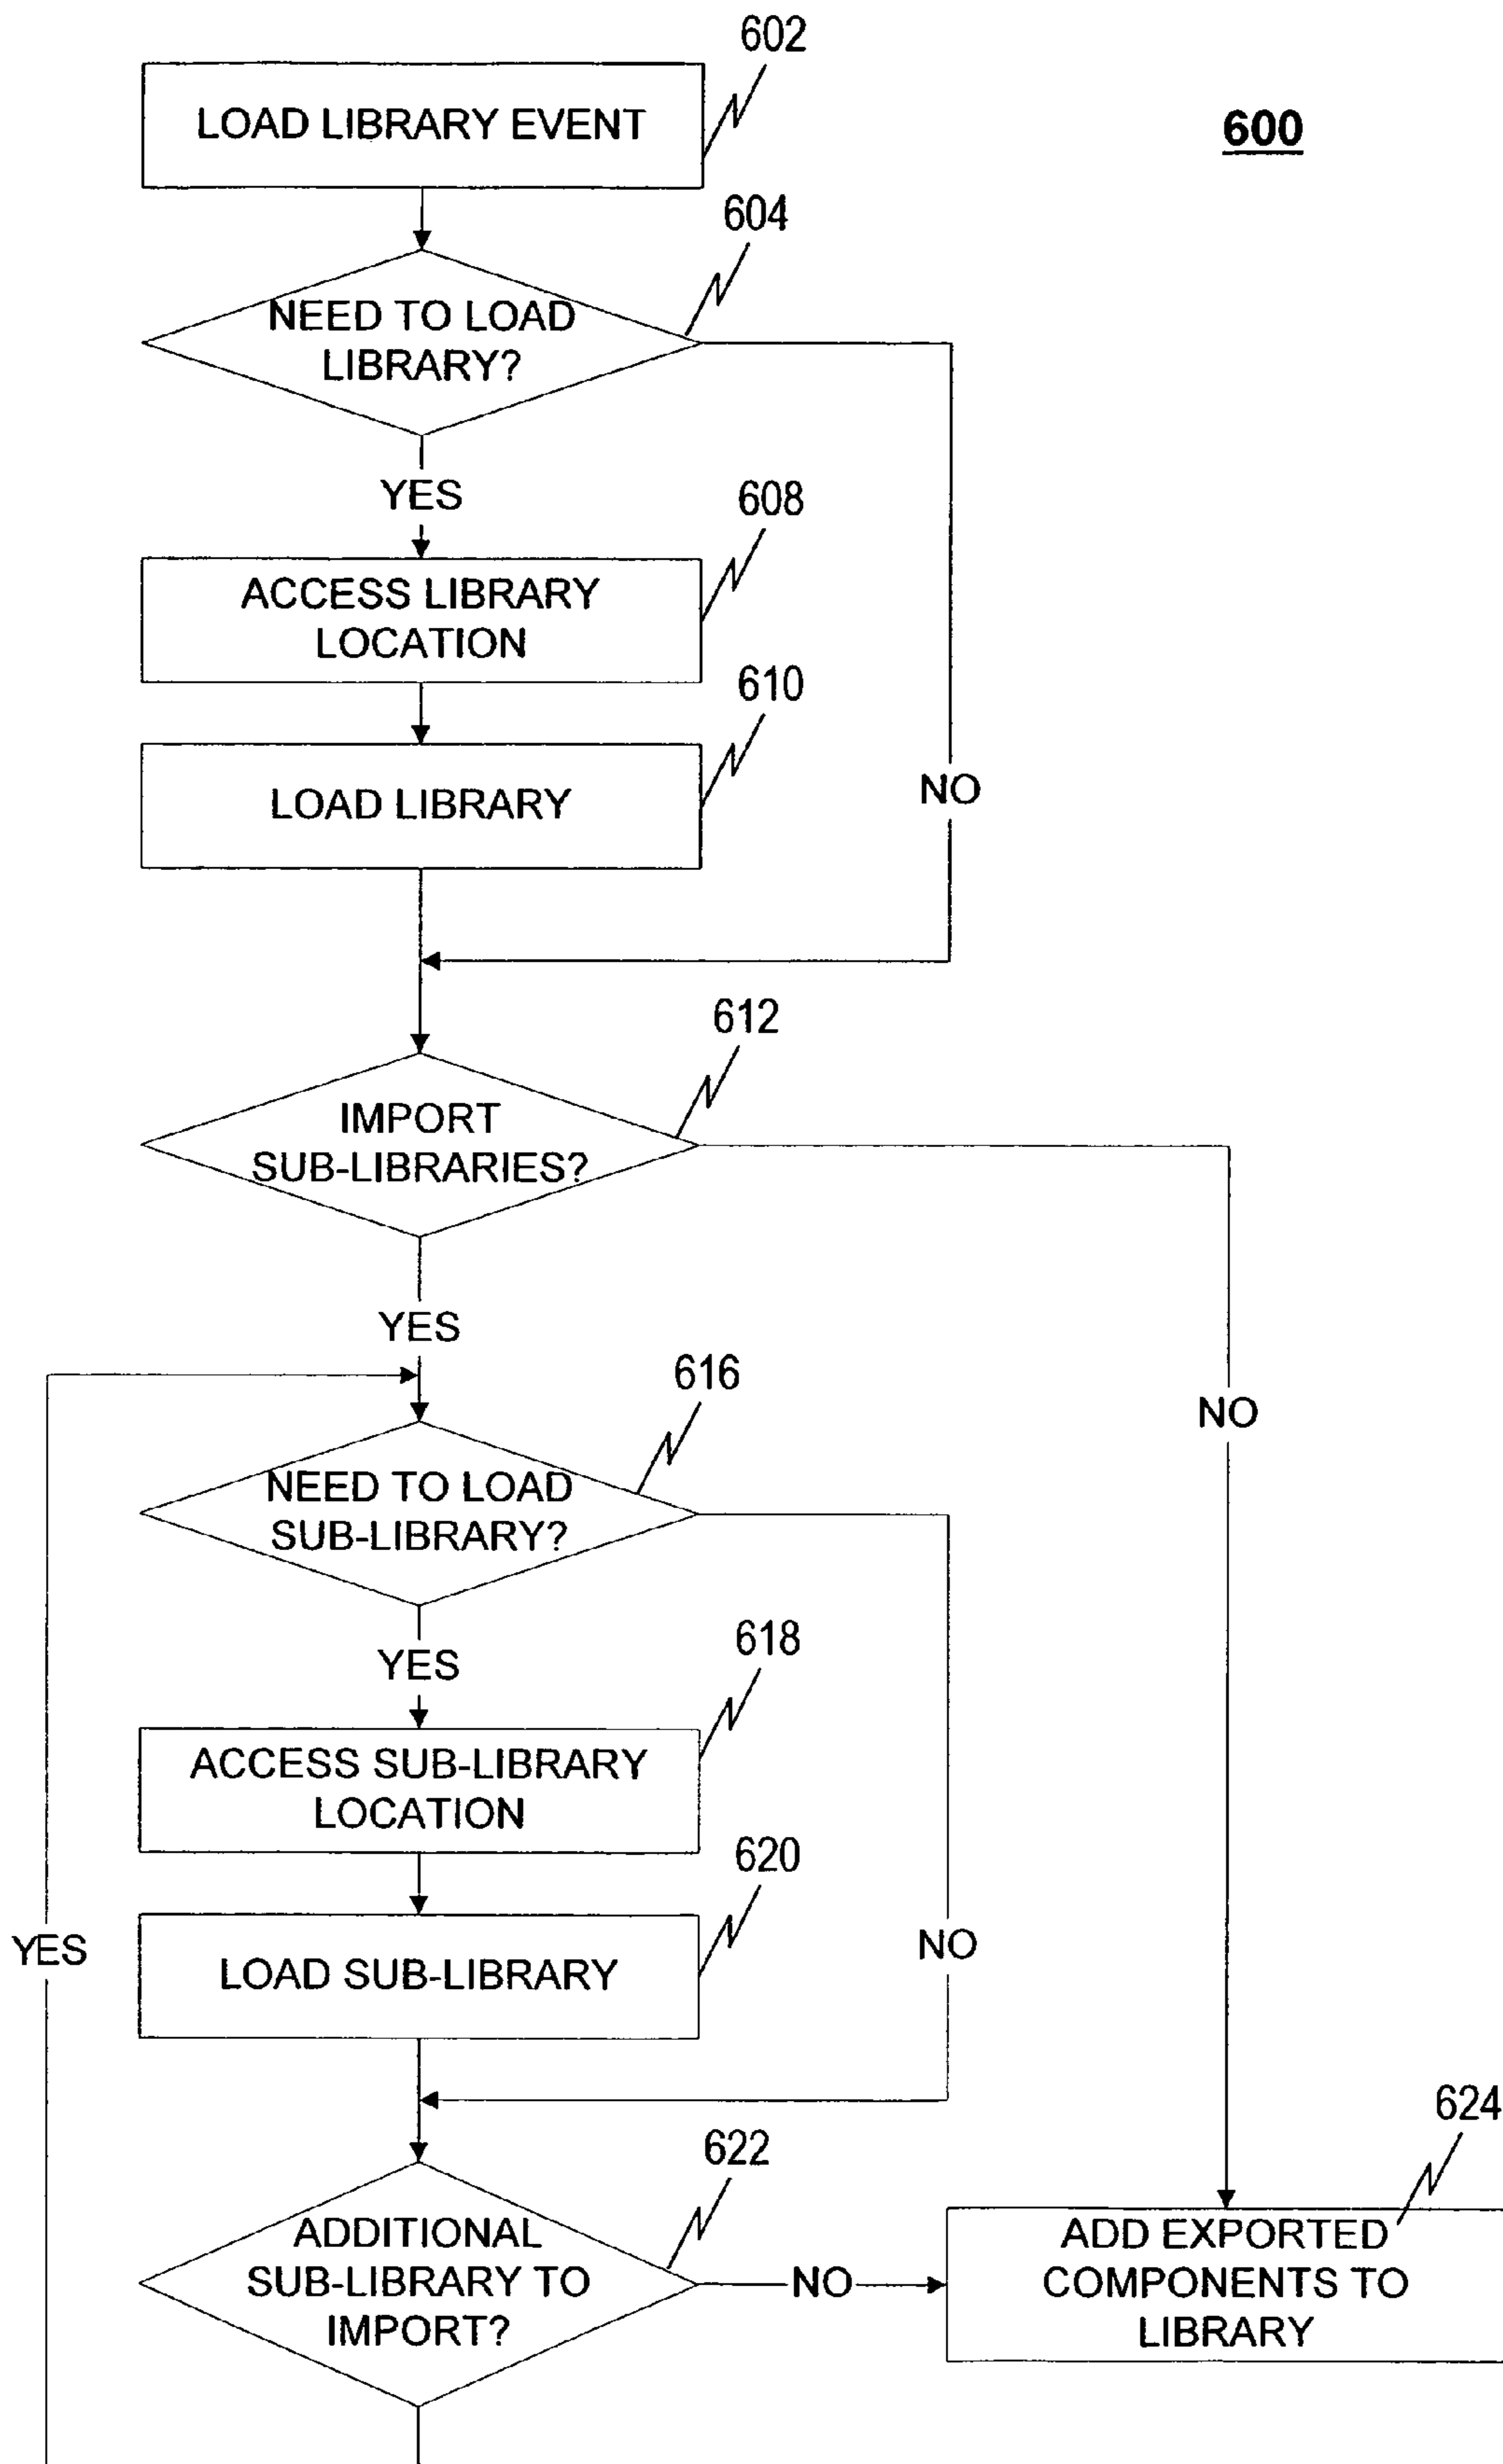 602
LOAD LIBRARY EVENT
600
604
NEED TO LOAD
LIBRARY?
YES
608
ACCESS LIBRARY
LOCATION
610
LOAD LIBRARY
NO
612
IMPORT
SUB-LIBRARIES?
YES
616
NO
NEED TO LOAD
SUB-LIBRARY?
618
YES
ACCESS SUB-LIBRARY
LOCATION
620
YES
NO
LOAD SUB-LIBRARY
624
622
ADDITIONAL
SUB-LIBRARY TO
IMPORT?
NO
ADD EXPORTED
COMPONENTS TO
LIBRARY